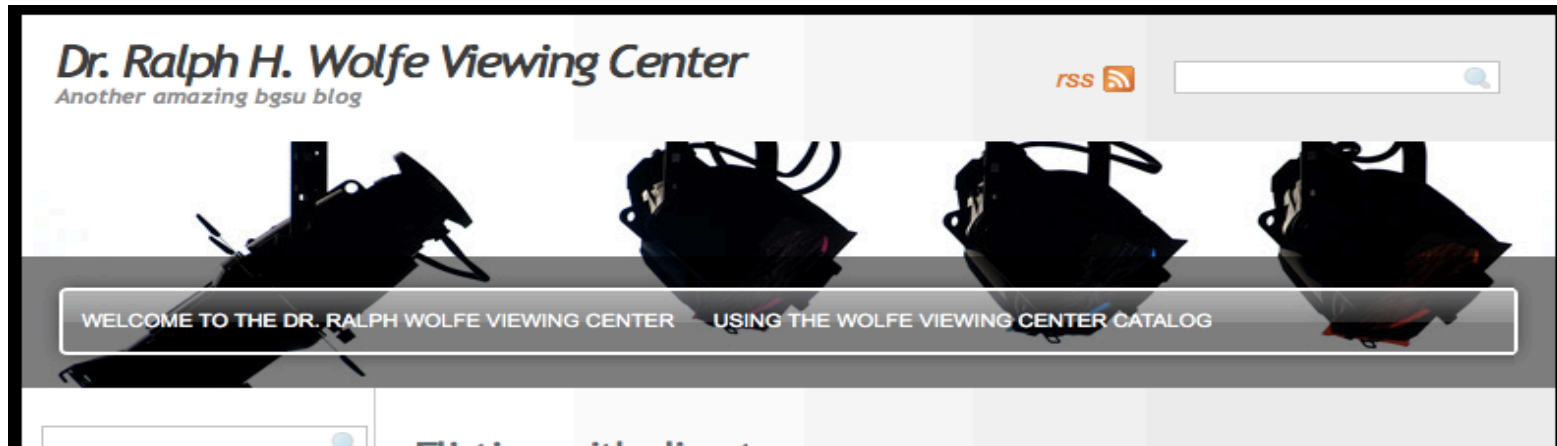 Dr. Ralph H. Wolfe Viewing Center
Another amazing bgsu blog
rss
WELCOME TO THE DR. RALPH WOLFE VIEWING CENTER USING THE WOLFE VIEWING CENTER CATALOG